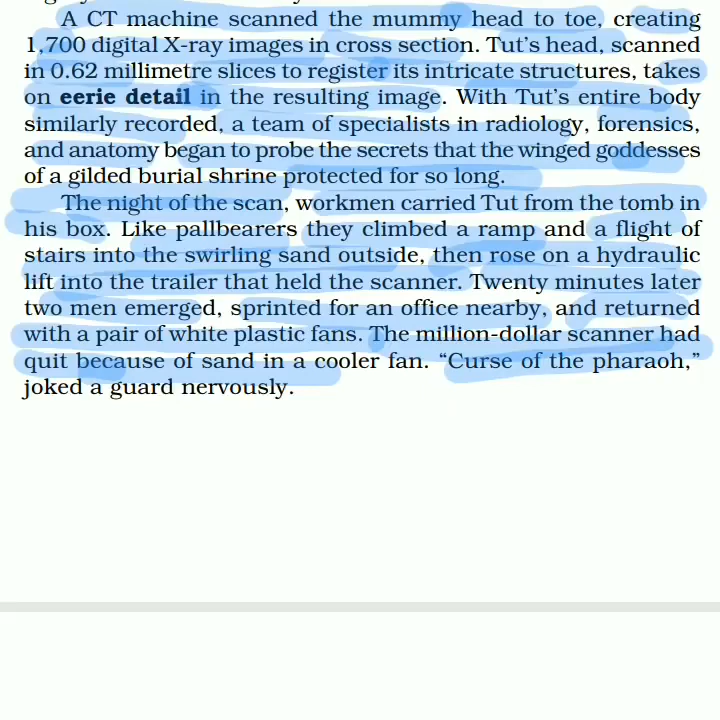 A CT machine scanned the mummy head to toe, creating
1,700 digital X-ray images in cross section. Tut's head, scanned
in 0.62 millimetre slices to register its intricate structures, takes
on eerie detail in the resulting image. With Tut's entire body
similarly recorded, a team of specialists in radiology, forensics,
and anatomy began to probe the secrets that the winged goddesses
of a gilded burial shrine protected for so long.
The night of the scan, workmen carried Tut from the tomb in
his box. Like pallbearers they climbed a ramp and a flight of
stairs into the swirling sand outside, then rose on a hydraulic
lift into the trailer that held the scanner. Twenty minutes later
two men emerged, sprinted for an office nearby, and returned
with a pair of white plastic fans. The million-dollar scanner had
quit because of sand in a cooler fan. “Curse of the pharaoh,”
joked a guard nervously.